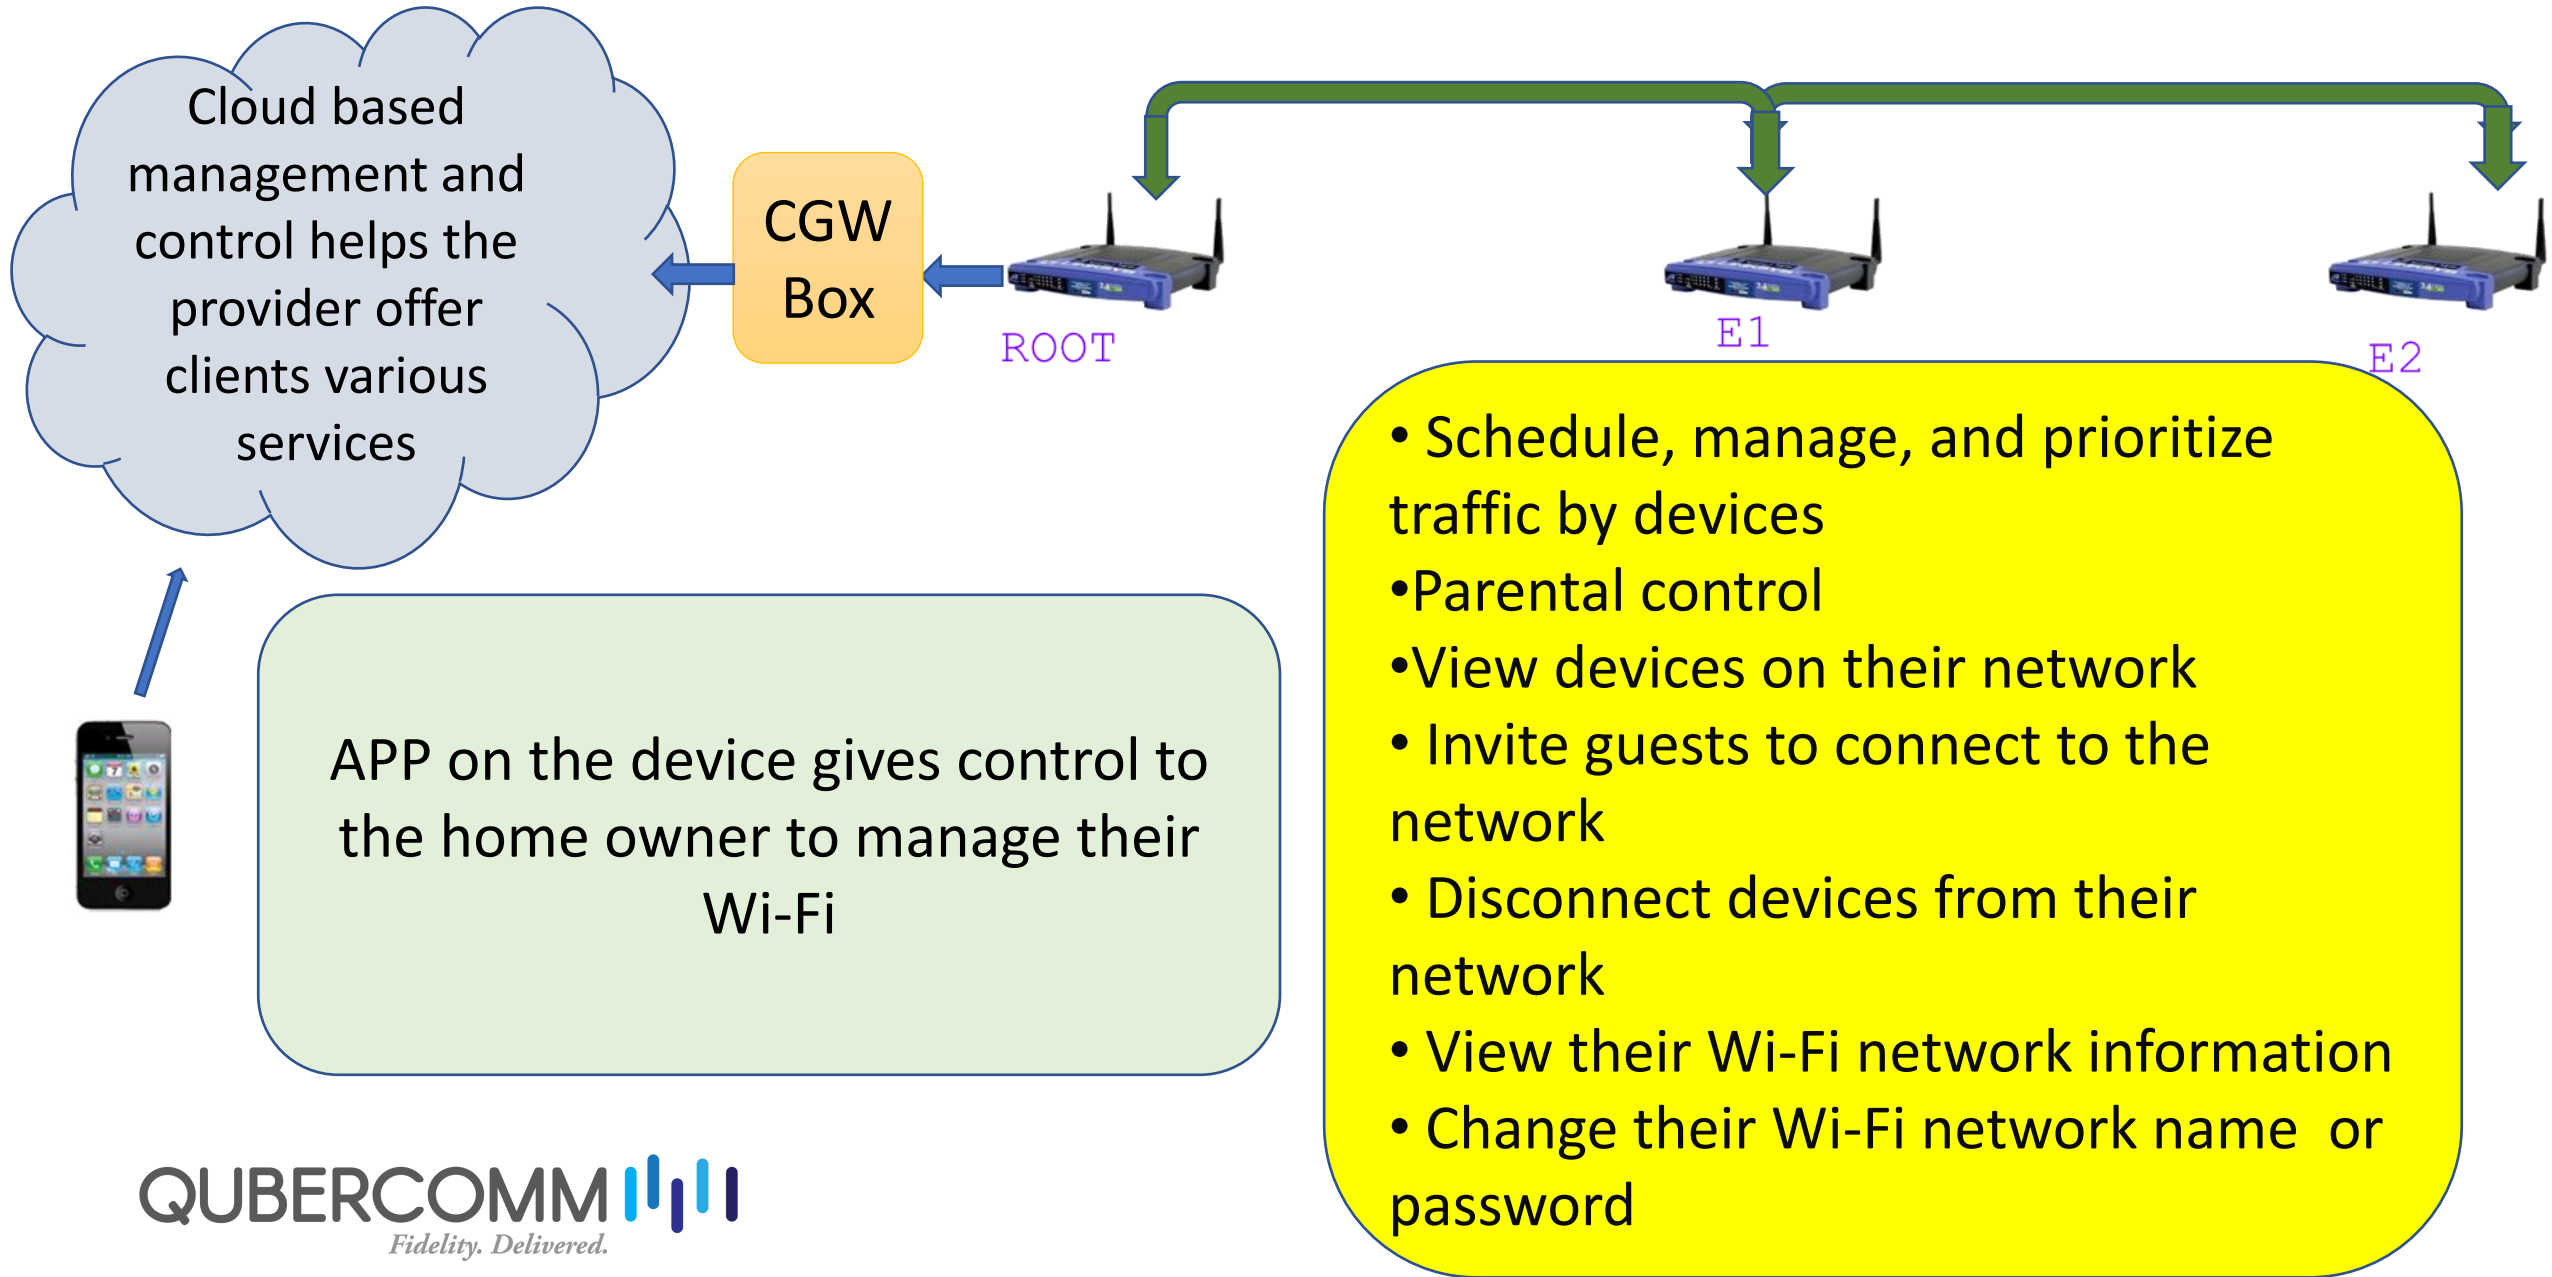 Cloud based
management and
control helps the
provider offer
clients various
services
CGW
Box
ROOT
E1
E2
• Schedule, manage, and prioritize
traffic by devices
•Parental control
•View devices on their network
• Invite guests to connect to the
network
• Disconnect devices from their
network
• View their Wi-Fi network information
• Change their Wi-Fi network name  or
password
APP on the device gives control to
the home owner to manage their
Wi-Fi
QUBERCOMM
Fidelity. Delivered.